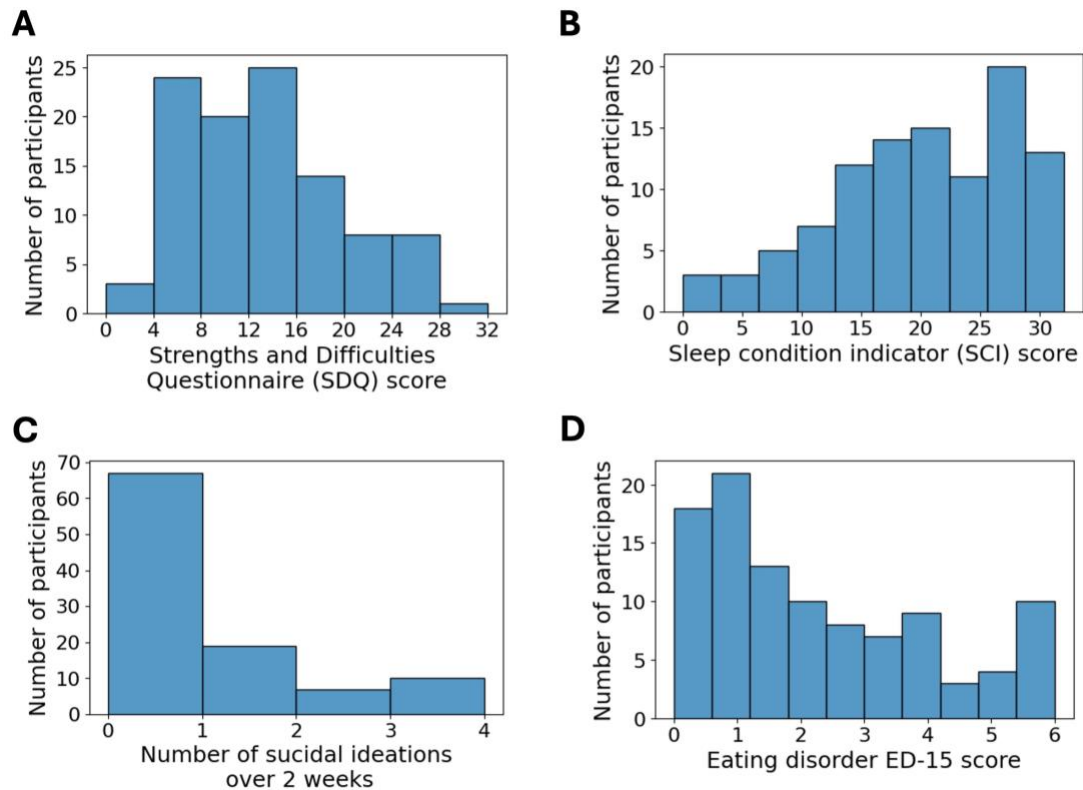 A
Number of participants
25
20
15
10
5
0
0 4 8 12 16 20 24 28 32
Strengths and Difficulties
Questionnaire (SDQ) score
B
Number of participants
20
15
10
5
0
0 5 10 15 20 25 30
Sleep condition indicator (SCI) score
C
Number of participants
70
60
50
40
30
20
10
0
0 1 2 3 4
Number of sucidal ideations
over 2 weeks
D
Number of participants
20
15
10
5
0
0 1 2 3 4 5 6
Eating disorder ED-15 score